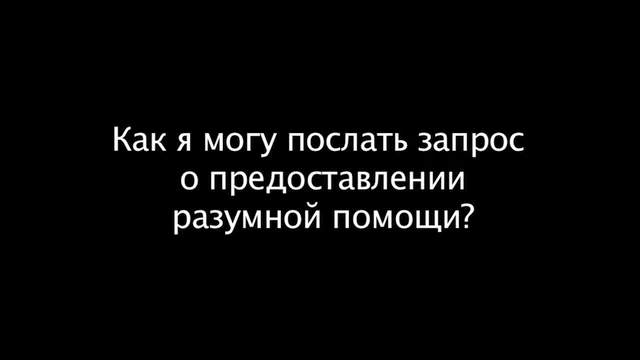 Как я могу послать запрос
о предоставлении
разумной помощи?